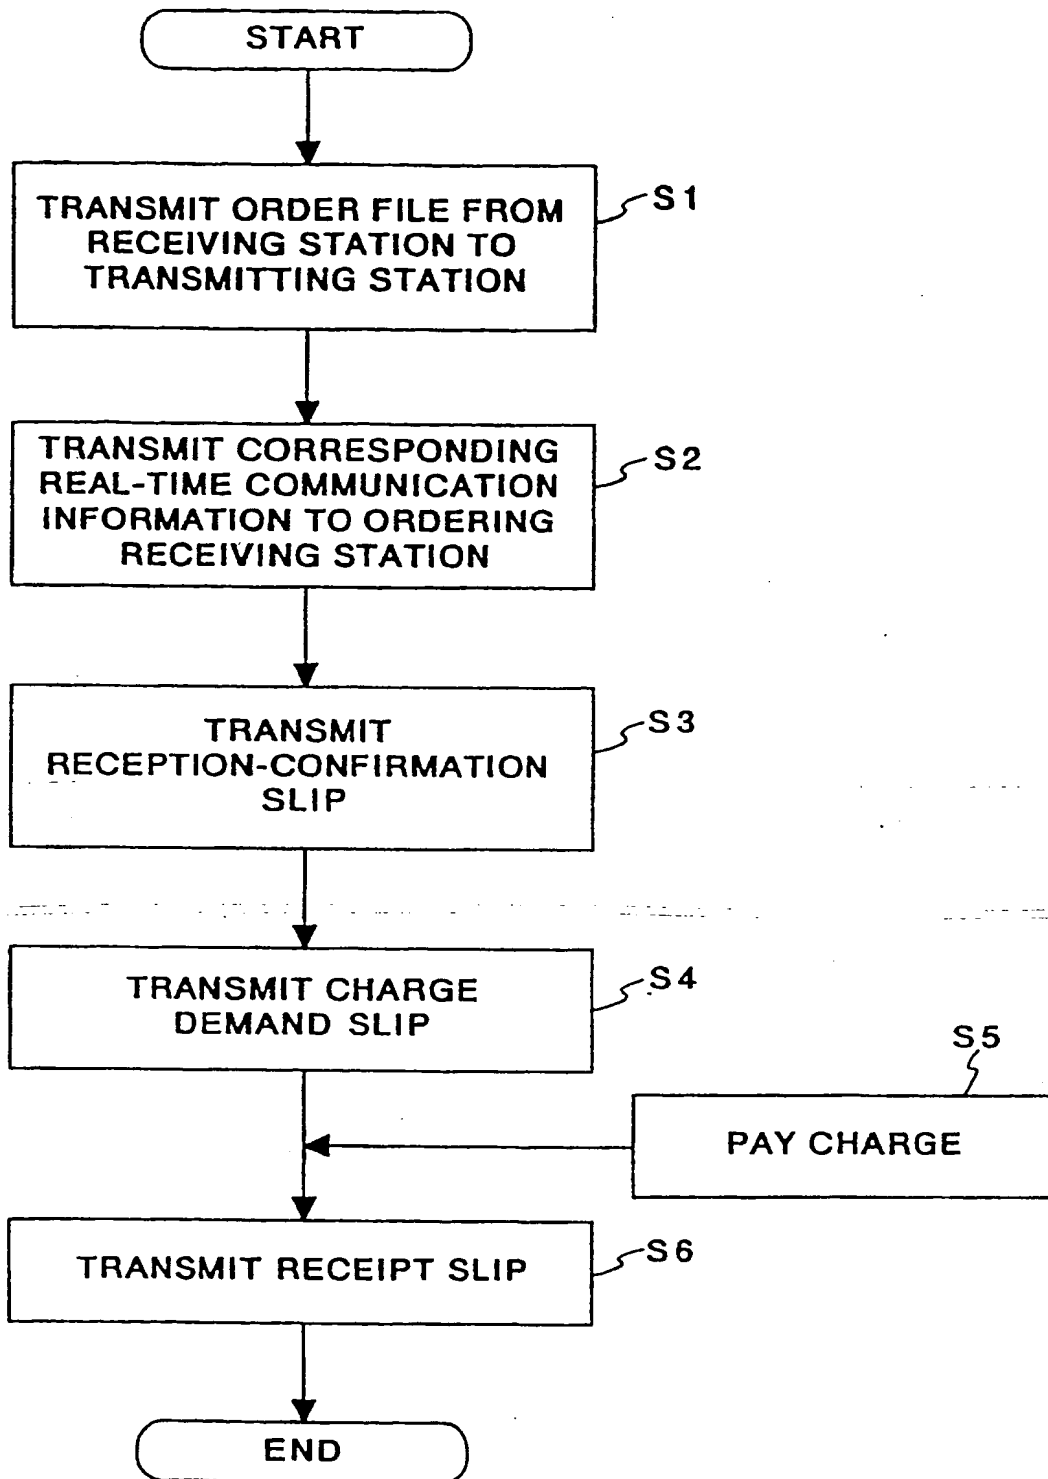 START
TRANSMIT ORDER FILE FROM
RECEIVING STATION TO
TRANSMITTING STATION
S1
TRANSMIT CORRESPONDING
REAL-TIME COMMUNICATION
INFORMATION TO ORDERING
RECEIVING STATION
S2
TRANSMIT
RECEPTION-CONFIRMATION
SLIP
S3
TRANSMIT CHARGE
DEMAND SLIP
S4
S5
PAY CHARGE
TRANSMIT RECEIPT SLIP
S6
END